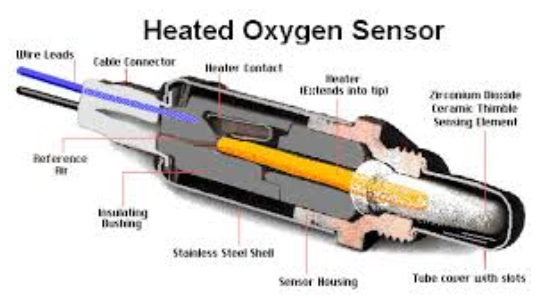 Heated Oxygen Sensor
Wire Leads
Cable Connector
Heater Contact
Heater
(Extends into tip)
Zirconium Dioxide
Ceramic Thimble
Sensing Element
Reference
Air
Insulating
Bushing
Stainless Steel Shell
Sensor Housing
Tube cover with slots